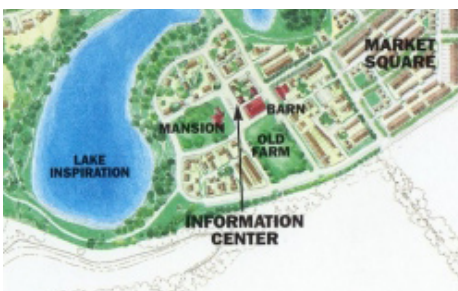 MARKET
SQUARE
BARN
MANSION
OLD
FARM
LAKE
INSPIRATION
INFORMATION
CENTER